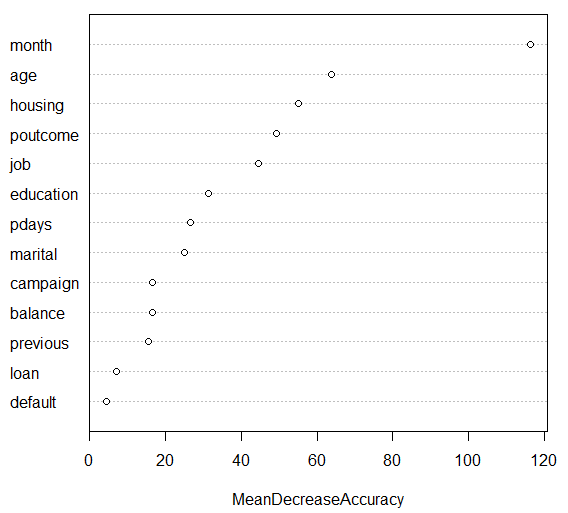 month
age
housing
poutcome
job
education
pdays
marital
campaign
balance
previous
loan
default
0 20 40 60 80 100 120
MeanDecreaseAccuracy